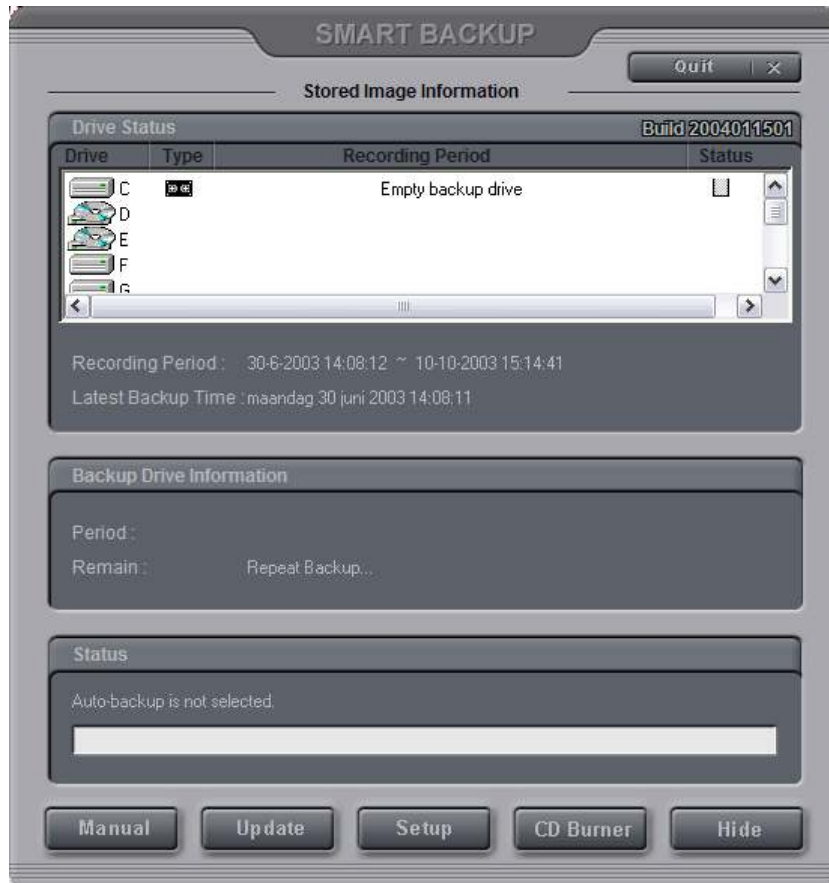 SMART BACKUP
Quit X
Stored Image Information
Drive Status Build 2004011501
Drive Type Recording Period Status
C Empty backup drive
D
E
F
G
Recording Period : 30-6-2003 14:08:12 ~ 10-10-2003 15:14:41
Latest Backup Time : maandag 30 juni 2003 14:08:11
Backup Drive Information
Period :
Remain : Repeat Backup...
Status
Auto-backup is not selected.
Manual Update Setup CD Burner Hide